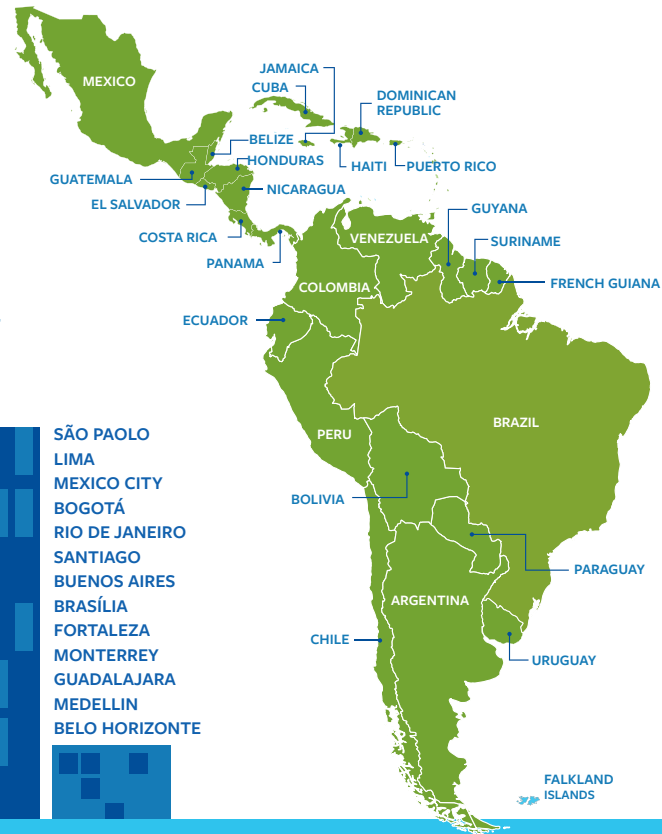 MEXICO
JAMAICA
CUBA
DOMINICAN
REPUBLIC
BELIZE
HONDURAS
HAITI
PUERTO RICO
GUATEMALA
NICARAGUA
EL SALVADOR
GUYANA
COSTA RICA
VENEZUELA
SURINAME
PANAMA
COLOMBIA
FRENCH GUIANA
ECUADOR
BRAZIL
PERU
BOLIVIA
PARAGUAY
ARGENTINA
CHILE
URUGUAY
FALKLAND
ISLANDS
SÃO PAOLO
LIMA
MEXICO CITY
BOGOTÁ
RIO DE JANEIRO
SANTIAGO
BUENOS AIRES
BRASÍLIA
FORTALEZA
MONTERREY
GUADALAJARA
MEDELLIN
BELO HORIZONTE